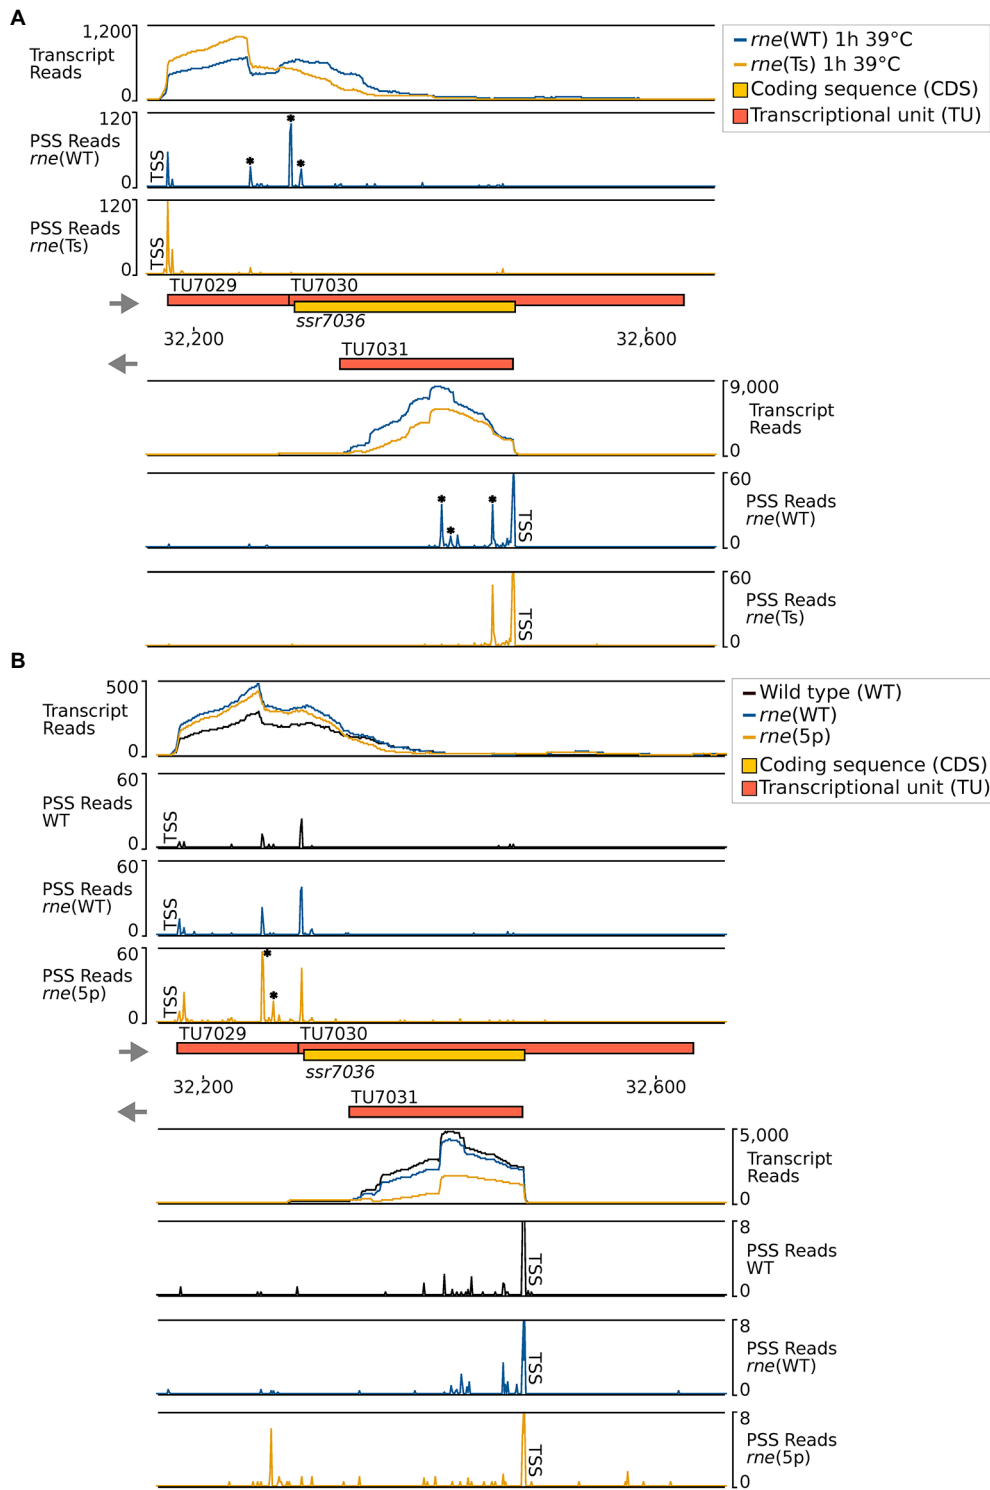 A
1,200
Transcript
Reads
0
rne(WT) 1h 39°C
rne(Ts) 1h 39°C
Coding sequence (CDS)
Transcriptional unit (TU)
120
PSS Reads
rne(WT)
0
TSS
* * *
120
PSS Reads
rne(Ts)
0
TSS
TU7029 TU7030
ssr7036
32,200 32,600
TU7031
9,000
Transcript
Reads
0
60
PSS Reads
rne(WT)
0
TSS
* * *
60
PSS Reads
rne(Ts)
0
TSS
B
500
Transcript
Reads
0
Wild type (WT)
rne(WT)
rne(5p)
Coding sequence (CDS)
Transcriptional unit (TU)
60
PSS Reads
WT
0
TSS
60
PSS Reads
rne(WT)
0
TSS
60
PSS Reads
rne(5p)
0
TSS
* *
TU7029 TU7030
ssr7036
32,200 32,600
TU7031
5,000
Transcript
Reads
0
8
PSS Reads
WT
0
TSS
8
PSS Reads
rne(WT)
0
TSS
8
PSS Reads
rne(5p)
0
TSS